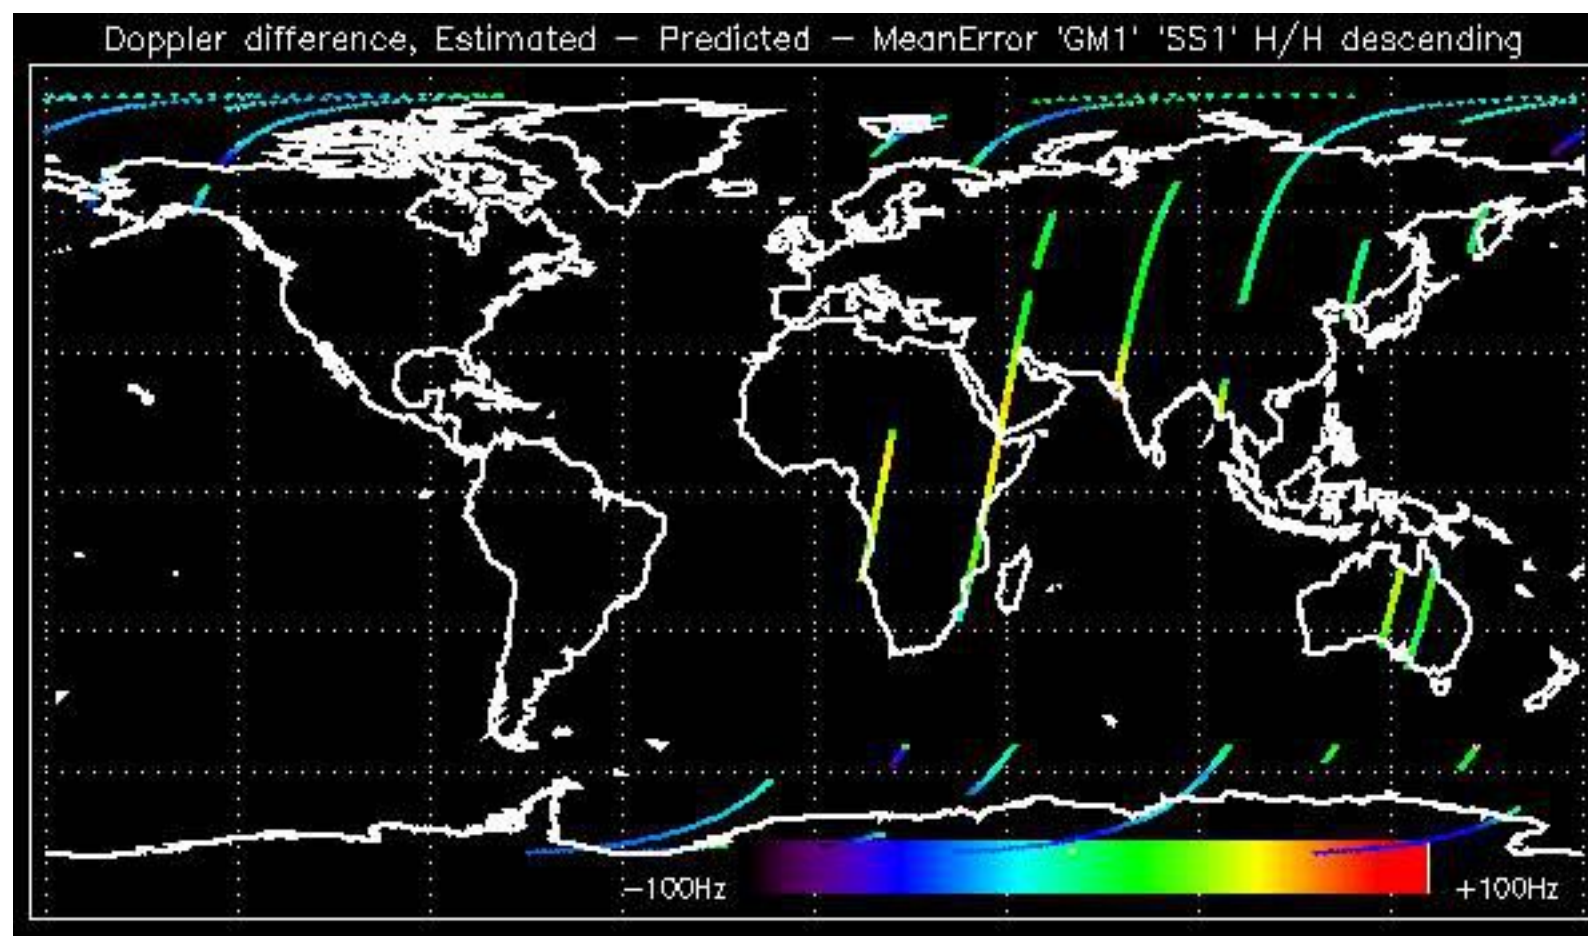 Doppler difference, Estimated – Predicted – MeanError 'GM1' 'SS1' H/H descending
−100Hz +100Hz